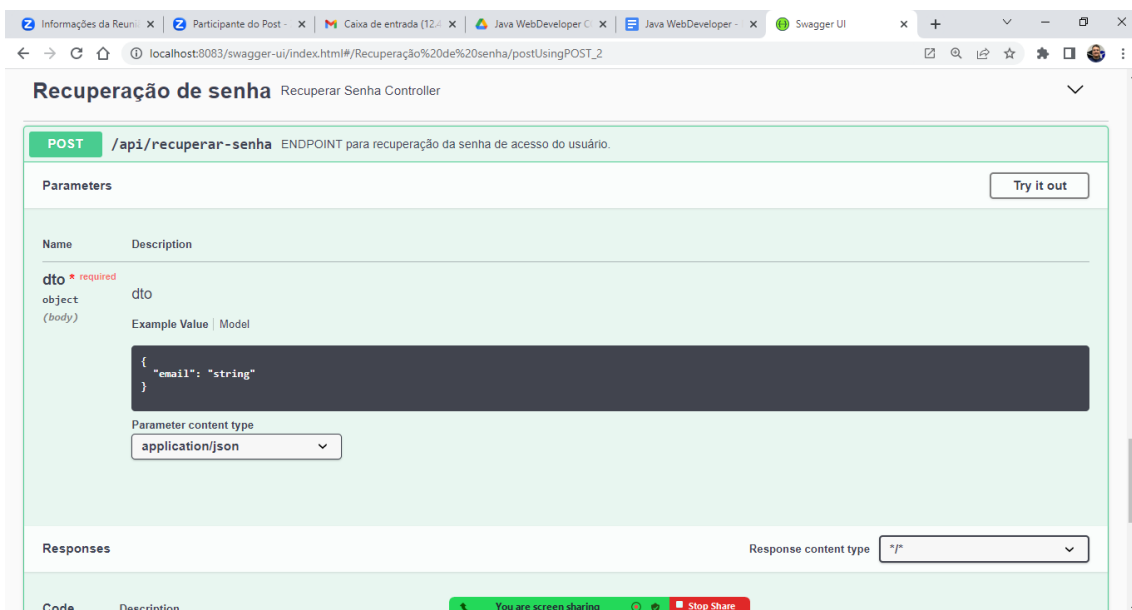 Informações da Reuni
Participante do Post -
Caixa de entrada (12.4
Java WebDeveloper C
Java WebDeveloper -
Swagger UI
localhost:8083/swagger-ui/index.html#/Recuperação%20de%20senha/postUsingPOST_2
Recuperação de senha Recuperar Senha Controller
POST /api/recuperar-senha ENDPOINT para recuperação da senha de acesso do usuário.
Parameters Try it out
Name Description
dto * required
object
(body)
dto
Example Value Model
{
"email": "string"
}
Parameter content type
application/json
Responses Response content type */*
Code Description
You are screen sharing Stop Share